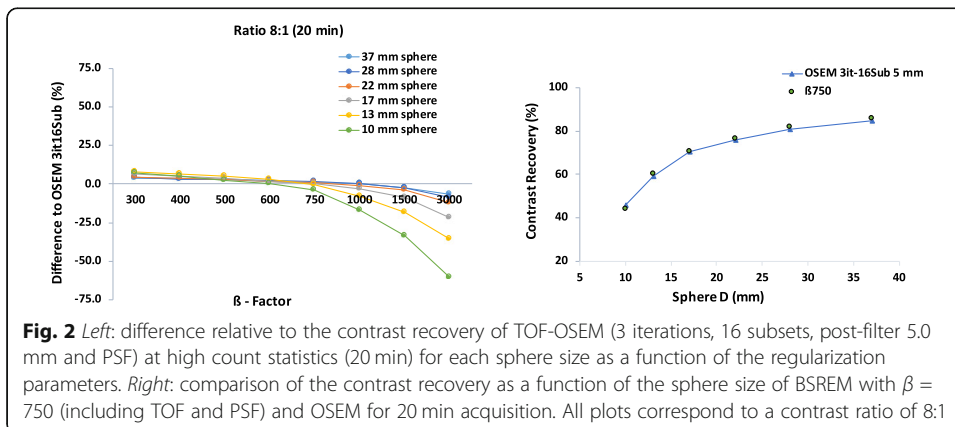 Ratio 8:1 (20 min)
75.0
50.0
25.0
0.0
-25.0
-50.0
-75.0
Difference to OSEM 3it16Sub (%)
300 400 500 600 750 1000 1500 3000
ß - Factor
37 mm sphere
28 mm sphere
22 mm sphere
17 mm sphere
13 mm sphere
10 mm sphere
OSEM 3it-16Sub 5 mm
ß750
100
80
60
40
20
Contrast Recovery (%)
5 10 15 20 25 30 35 40
Sphere D (mm)
Fig. 2 Left: difference relative to the contrast recovery of TOF-OSEM (3 iterations, 16 subsets, post-filter 5.0
mm and PSF) at high count statistics (20 min) for each sphere size as a function of the regularization
parameters. Right: comparison of the contrast recovery as a function of the sphere size of BSREM with β =
750 (including TOF and PSF) and OSEM for 20 min acquisition. All plots correspond to a contrast ratio of 8:1